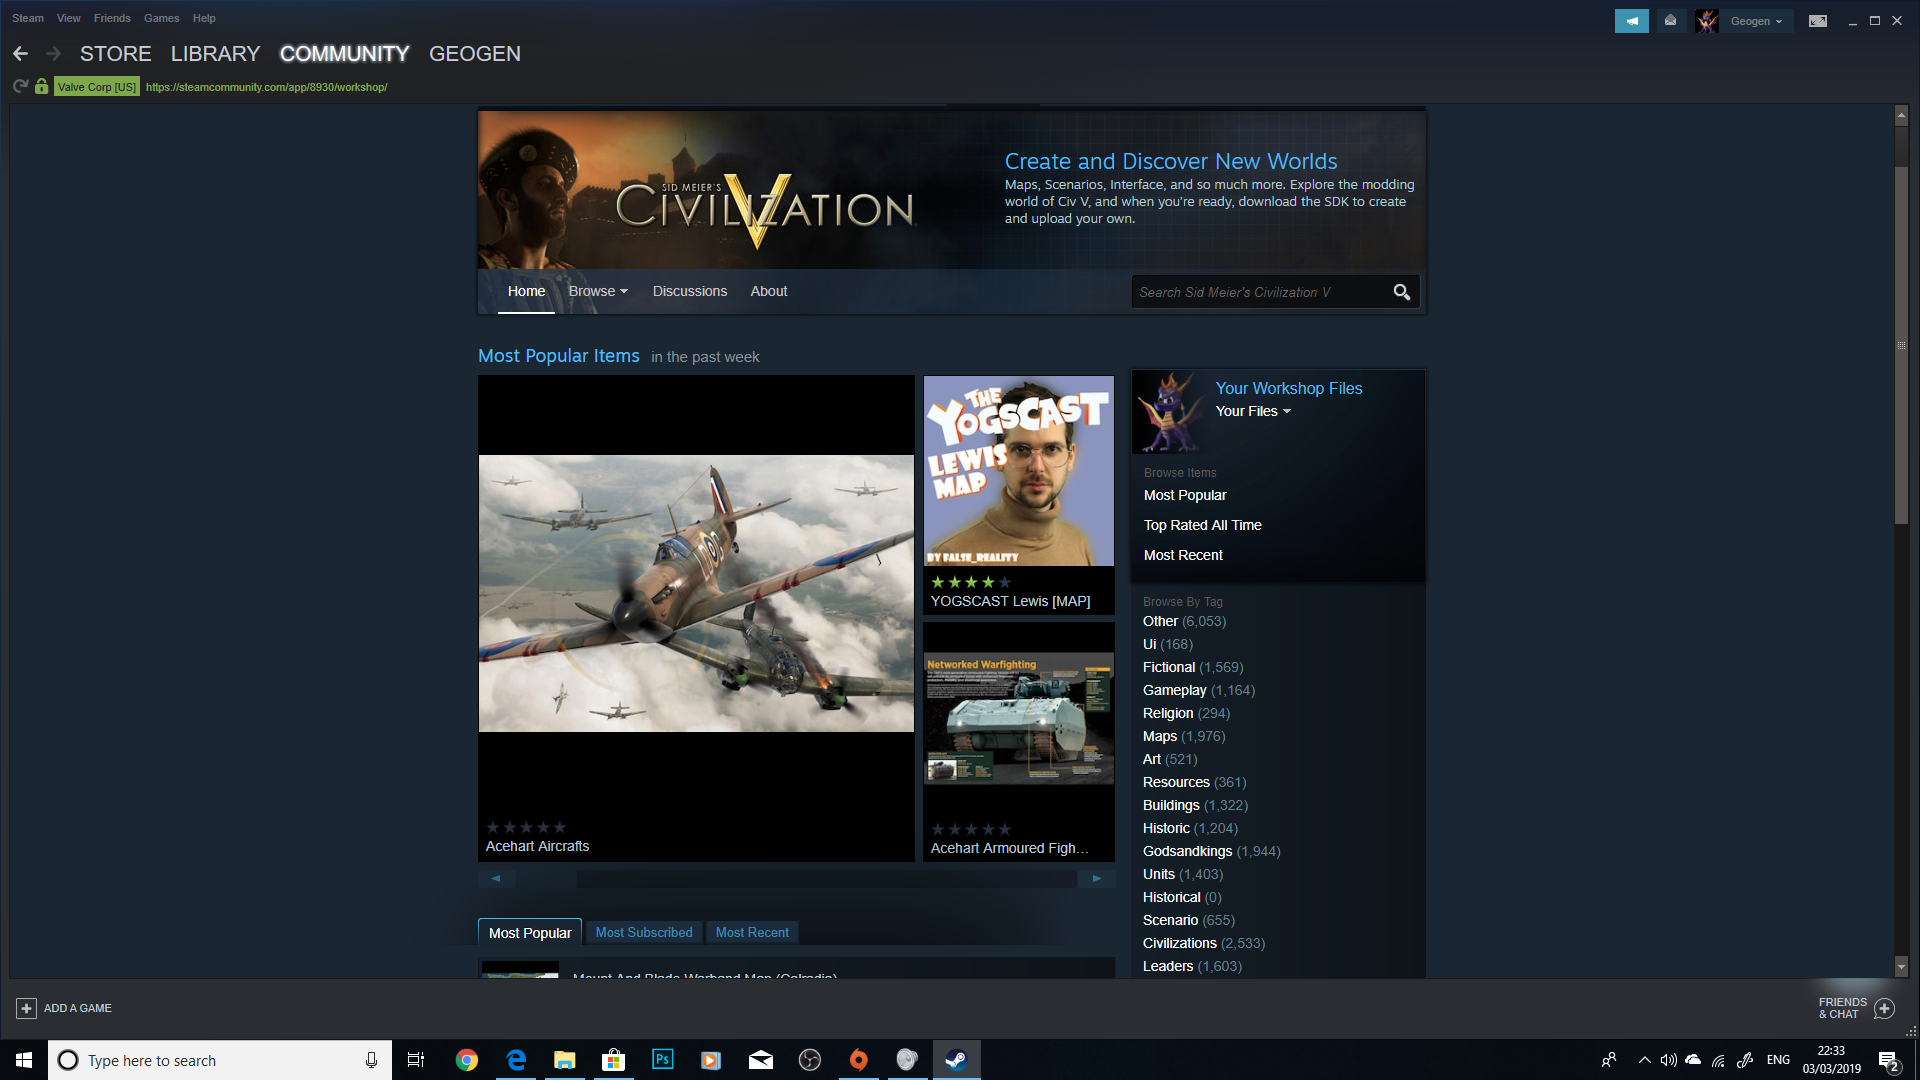 Steam View Friends Games Help
Geogen
STORE LIBRARY COMMUNITY GEOGEN
Valve Corp [US] https://steamcommunity.com/app/8930/workshop/
SID MEIER'S
CIVILIZATION
Create and Discover New Worlds
Maps, Scenarios, Interface, and so much more. Explore the modding
world of Civ V, and when you're ready, download the SDK to create
and upload your own.
Home Browse Discussions About
Search Sid Meier's Civilization V
Most Popular Items in the past week
THE
YOGSCAST
LEWIS
MAP
BY FALSE_REALITY
YOGSCAST Lewis [MAP]
Networked Warfighting
Acehart Aircrafts
Acehart Armoured Figh…
Your Workshop Files
Your Files
Browse Items
Most Popular
Top Rated All Time
Most Recent
Browse By Tag
Other (6,053)
Ui (168)
Fictional (1,569)
Gameplay (1,164)
Religion (294)
Maps (1,976)
Art (521)
Resources (361)
Buildings (1,322)
Historic (1,204)
Godsandkings (1,944)
Units (1,403)
Historical (0)
Scenario (655)
Civilizations (2,533)
Leaders (1,603)
Most Popular Most Subscribed Most Recent
Mount And Blade Warband Map (Calradia)
ADD A GAME
FRIENDS
& CHAT
Type here to search
Ps
ENG
22:33
03/03/2019
2